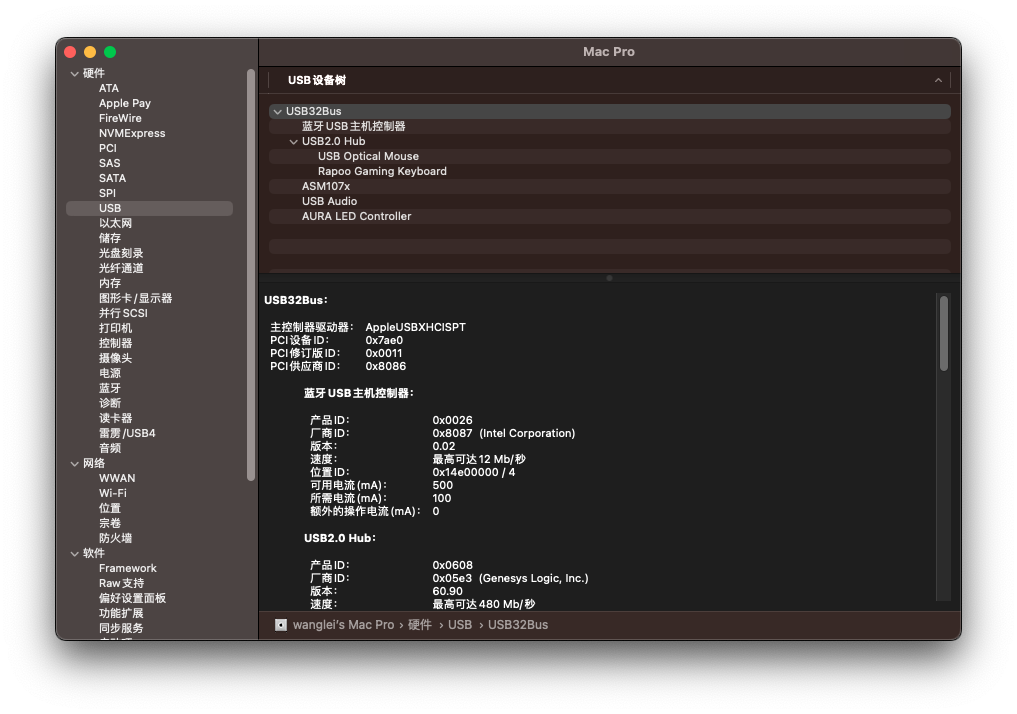 Mac Pro
硬件
ATA
Apple Pay
FireWire
NVMExpress
PCI
SAS
SATA
SPI
USB
以太网
储存
光盘刻录
光纤通道
内存
图形卡/显示器
并行SCSI
打印机
控制器
摄像头
电源
蓝牙
诊断
读卡器
雷雳/USB4
音频
网络
WWAN
Wi-Fi
位置
宗卷
防火墙
软件
Framework
Raw支持
偏好设置面板
功能扩展
同步服务
USB设备树
USB32Bus
蓝牙USB主机控制器
USB2.0 Hub
USB Optical Mouse
Rapoo Gaming Keyboard
ASM107x
USB Audio
AURA LED Controller
USB32Bus：
主控制器驱动器： AppleUSBXHCISPT
PCI设备ID： 0x7ae0
PCI修订版ID： 0x0011
PCI供应商ID： 0x8086
蓝牙USB主机控制器：
产品ID： 0x0026
厂商ID： 0x8087 (Intel Corporation)
版本： 0.02
速度： 最高可达12 Mb/秒
位置ID： 0x14e00000 / 4
可用电流(mA)： 500
所需电流(mA)： 100
额外的操作电流(mA)： 0
USB2.0 Hub：
产品ID： 0x0608
厂商ID： 0x05e3 (Genesys Logic, Inc.)
版本： 60.90
速度： 最高可达480 Mb/秒
wanglei's Mac Pro › 硬件 › USB › USB32Bus